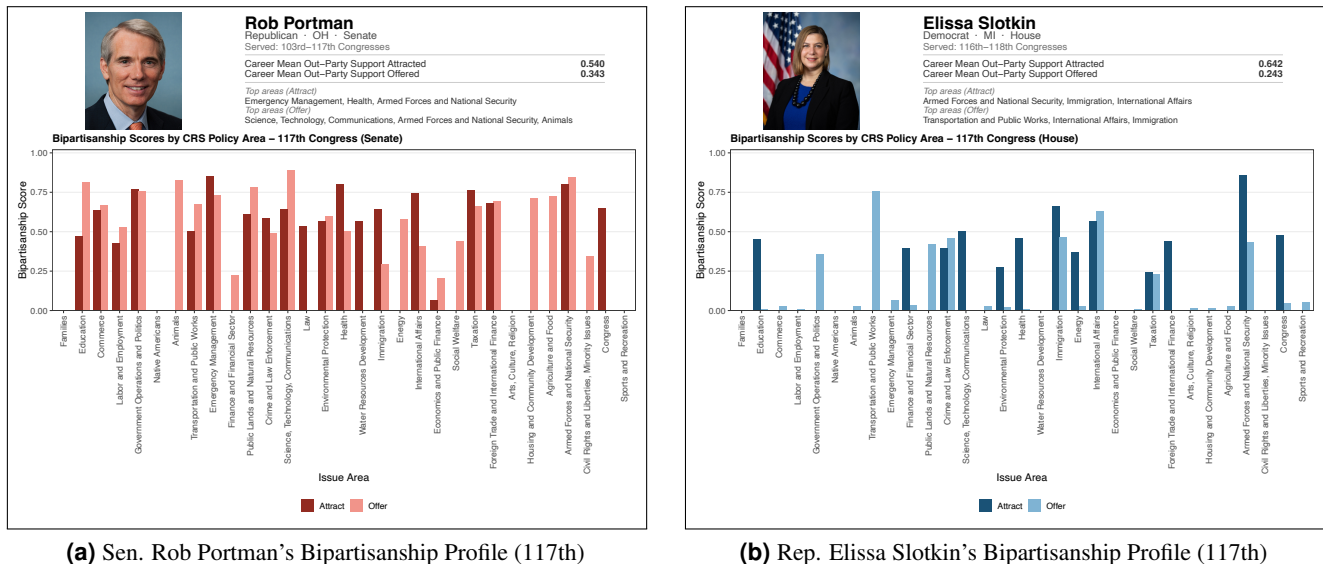 Rob Portman
Republican · OH · Senate
Served: 103rd–117th Congresses
Career Mean Out–Party Support Attracted 0.540
Career Mean Out–Party Support Offered 0.343
Top areas (Attract)
Emergency Management, Health, Armed Forces and National Security
Top areas (Offer)
Science, Technology, Communications, Armed Forces and National Security, Animals
Bipartisanship Scores by CRS Policy Area – 117th Congress (Senate)
1.00
0.75
0.50
0.25
0.00
Bipartisanship Score
Families
Education
Commerce
Labor and Employment
Government Operations and Politics
Native Americans
Animals
Transportation and Public Works
Emergency Management
Finance and Financial Sector
Public Lands and Natural Resources
Crime and Law Enforcement
Science, Technology, Communications
Law
Environmental Protection
Health
Water Resources Development
Immigration
Energy
International Affairs
Economics and Public Finance
Social Welfare
Taxation
Foreign Trade and International Finance
Arts, Culture, Religion
Housing and Community Development
Agriculture and Food
Armed Forces and National Security
Civil Rights and Liberties, Minority Issues
Congress
Sports and Recreation
Issue Area
Attract Offer
(a) Sen. Rob Portman's Bipartisanship Profile (117th)
Elissa Slotkin
Democrat · MI · House
Served: 116th–118th Congresses
Career Mean Out–Party Support Attracted 0.642
Career Mean Out–Party Support Offered 0.243
Top areas (Attract)
Armed Forces and National Security, Immigration, International Affairs
Top areas (Offer)
Transportation and Public Works, International Affairs, Immigration
Bipartisanship Scores by CRS Policy Area – 117th Congress (House)
1.00
0.75
0.50
0.25
0.00
Bipartisanship Score
Families
Education
Commerce
Labor and Employment
Government Operations and Politics
Native Americans
Animals
Transportation and Public Works
Emergency Management
Finance and Financial Sector
Public Lands and Natural Resources
Crime and Law Enforcement
Science, Technology, Communications
Law
Environmental Protection
Health
Water Resources Development
Immigration
Energy
International Affairs
Economics and Public Finance
Social Welfare
Taxation
Foreign Trade and International Finance
Arts, Culture, Religion
Housing and Community Development
Agriculture and Food
Armed Forces and National Security
Civil Rights and Liberties, Minority Issues
Congress
Sports and Recreation
Issue Area
Attract Offer
(b) Rep. Elissa Slotkin's Bipartisanship Profile (117th)